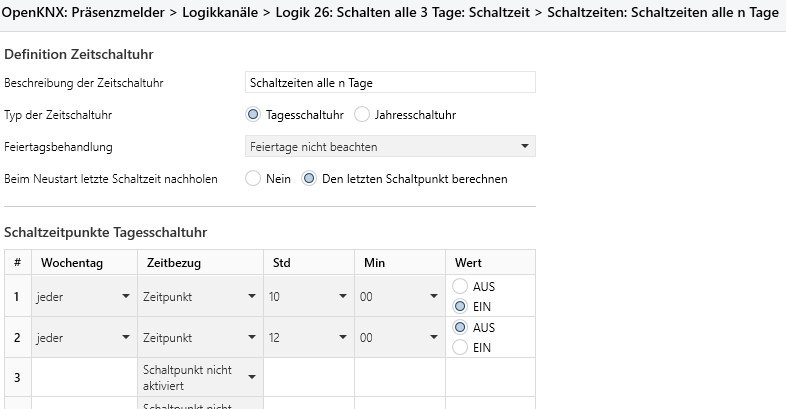 OpenKNX: Präsenzmelder > Logikkanäle > Logik 26: Schalten alle 3 Tage: Schaltzeit > Schaltzeiten: Schaltzeiten alle n Tage
Definition Zeitschaltuhr
Beschreibung der Zeitschaltuhr Schaltzeiten alle n Tage
Typ der Zeitschaltuhr Tagesschaltuhr Jahresschaltuhr
Feiertagsbehandlung Feiertage nicht beachten
Beim Neustart letzte Schaltzeit nachholen Nein Den letzten Schaltpunkt berechnen
Schaltzeitpunkte Tagesschaltuhr
# Wochentag Zeitbezug Std Min Wert
AUS
1 jeder Zeitpunkt 10 00
EIN
AUS
2 jeder Zeitpunkt 12 00
EIN
Schaltpunkt nicht
3
aktiviert
Schaltpunkt nicht